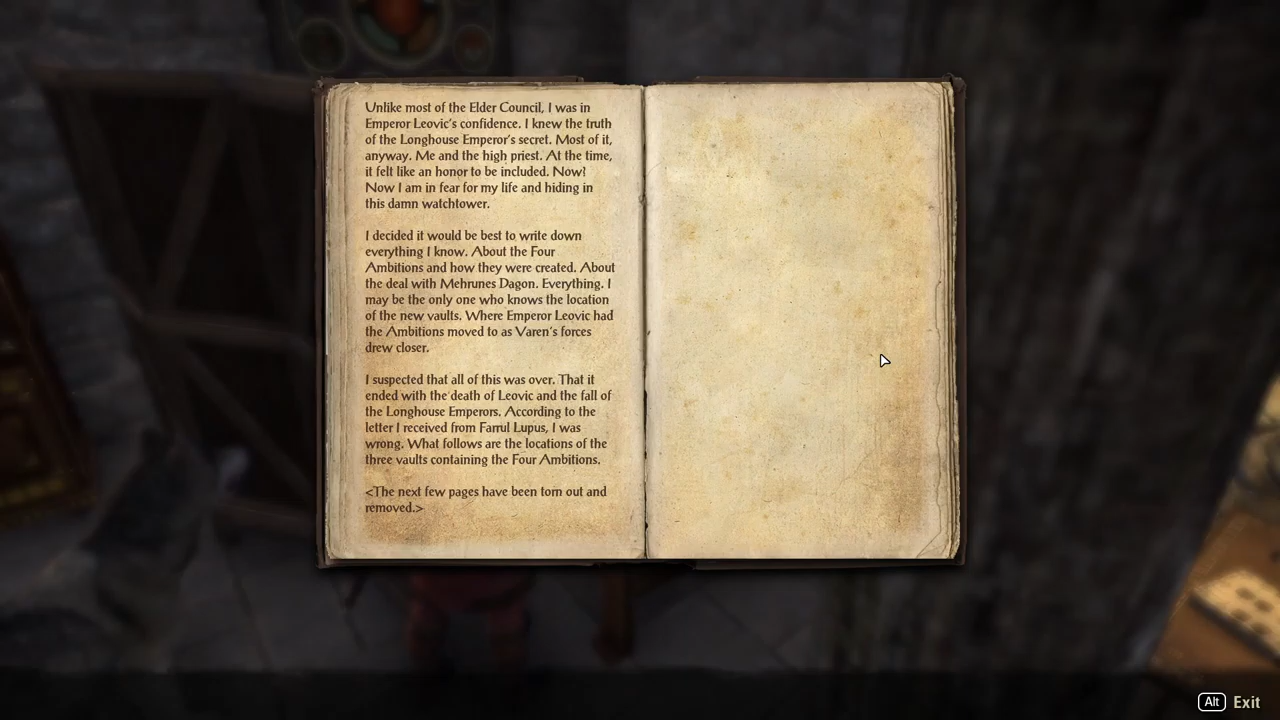 Unlike most of the Elder Council, I was in
Emperor Leovic's confidence. I knew the truth
of the Longhouse Emperor's secret. Most of it,
anyway. Me and the high priest. At the time,
it felt like an honor to be included. Now?
Now I am in fear for my life and hiding in
this damn watchtower.
I decided it would be best to write down
everything I know. About the Four
Ambitions and how they were created. About
the deal with Mehrunes Dagon. Everything. I
may be the only one who knows the location
of the new vaults. Where Emperor Leovic had
the Ambitions moved to as Varen's forces
drew closer.
I suspected that all of this was over. That it
ended with the death of Leovic and the fall of
the Longhouse Emperors. According to the
letter I received from Farrul Lupus, I was
wrong. What follows are the locations of the
three vaults containing the Four Ambitions.
<The next few pages have been torn out and
removed.>
Alt Exit